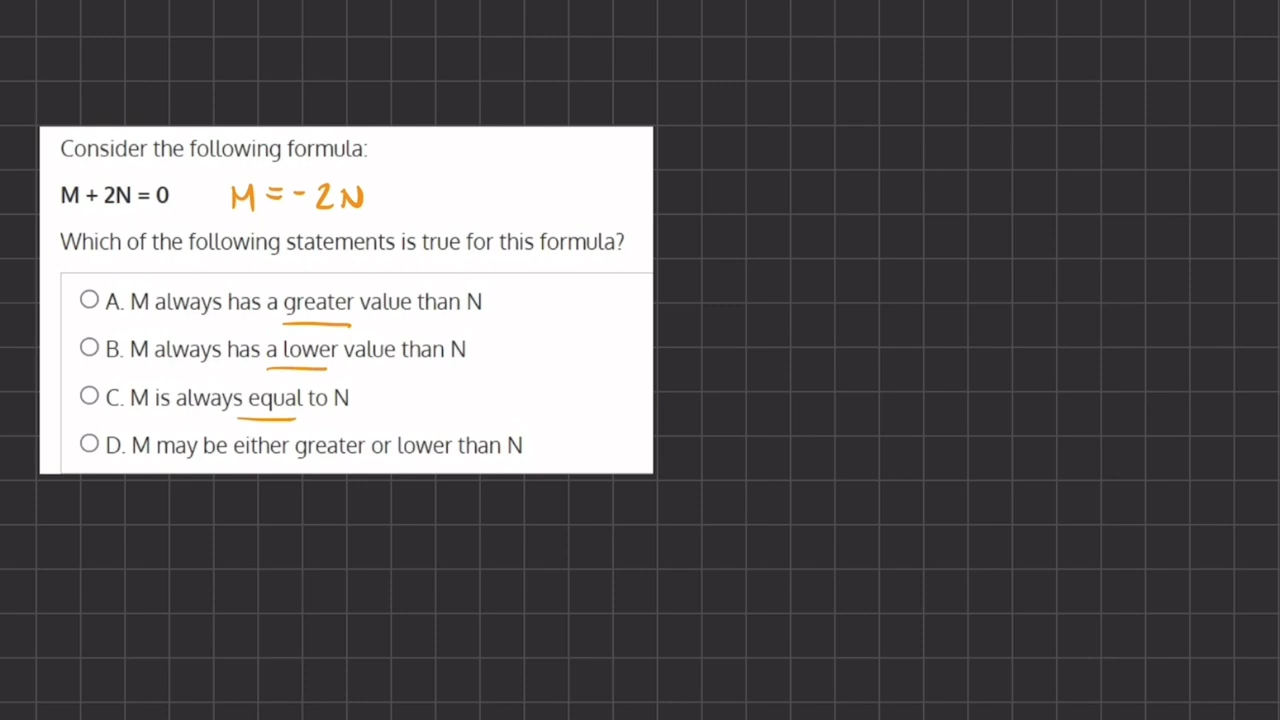 Consider the following formula:
M + 2N = 0 M = - 2N
Which of the following statements is true for this formula?
A. M always has a greater value than N
B. M always has a lower value than N
C. M is always equal to N
D. M may be either greater or lower than N